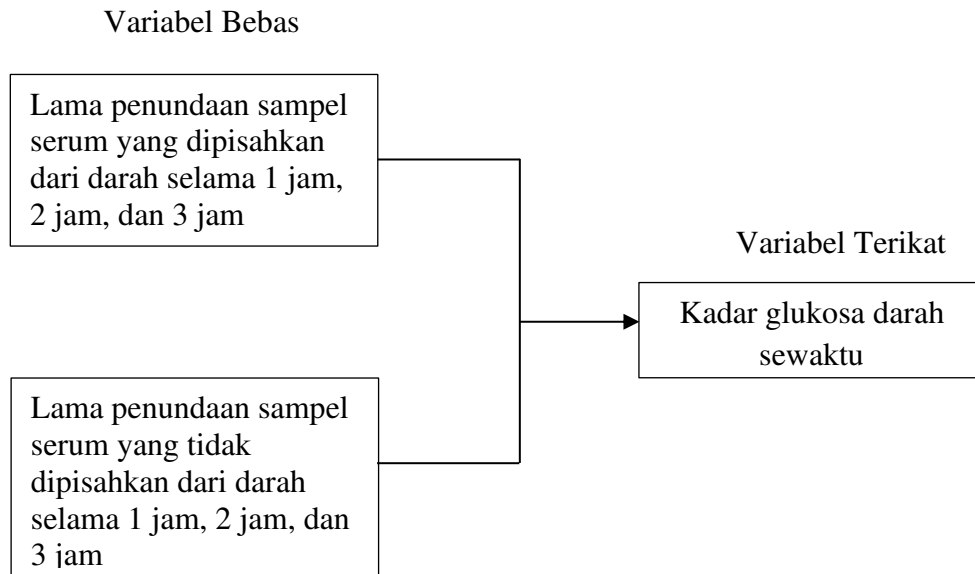 Variabel Bebas
Lama penundaan sampel
serum yang dipisahkan
dari darah selama 1 jam,
2 jam, dan 3 jam
Variabel Terikat
Kadar glukosa darah
sewaktu
Lama penundaan sampel
serum yang tidak
dipisahkan dari darah
selama 1 jam, 2 jam, dan
3 jam